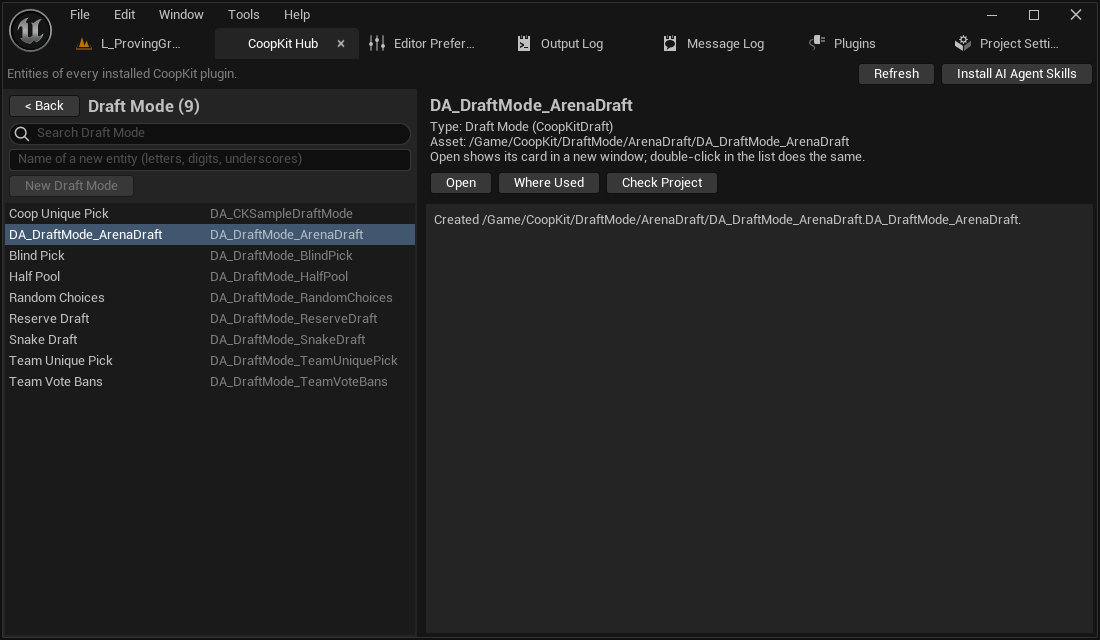 File Edit Window Tools Help
L_ProvingGr... CoopKit Hub × Editor Prefer... Output Log Message Log Plugins Project Setti...
Entities of every installed CoopKit plugin. Refresh Install AI Agent Skills
< Back Draft Mode (9)
Search Draft Mode
Name of a new entity (letters, digits, underscores)
New Draft Mode
Coop Unique Pick DA_CKSampleDraftMode
DA_DraftMode_ArenaDraft DA_DraftMode_ArenaDraft
Blind Pick DA_DraftMode_BlindPick
Half Pool DA_DraftMode_HalfPool
Random Choices DA_DraftMode_RandomChoices
Reserve Draft DA_DraftMode_ReserveDraft
Snake Draft DA_DraftMode_SnakeDraft
Team Unique Pick DA_DraftMode_TeamUniquePick
Team Vote Bans DA_DraftMode_TeamVoteBans
DA_DraftMode_ArenaDraft
Type: Draft Mode (CoopKitDraft)
Asset: /Game/CoopKit/DraftMode/ArenaDraft/DA_DraftMode_ArenaDraft
Open shows its card in a new window; double-click in the list does the same.
Open Where Used Check Project
Created /Game/CoopKit/DraftMode/ArenaDraft/DA_DraftMode_ArenaDraft.DA_DraftMode_ArenaDraft.